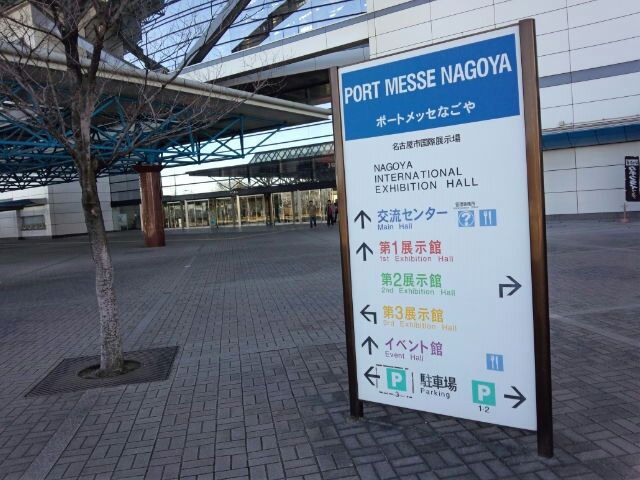 PORT MESSE NAGOYA
ポートメッセなごや
名古屋市国際展示場
NAGOYA
INTERNATIONAL
EXHIBITION HALL
交流センター
Main Hall
第1展示館
1st Exhibition Hall
第2展示館
2nd Exhibition Hall
第3展示館
3rd Exhibition Hall
イベント館
Event Hall
P 駐車場 P
3 Parking 1·2